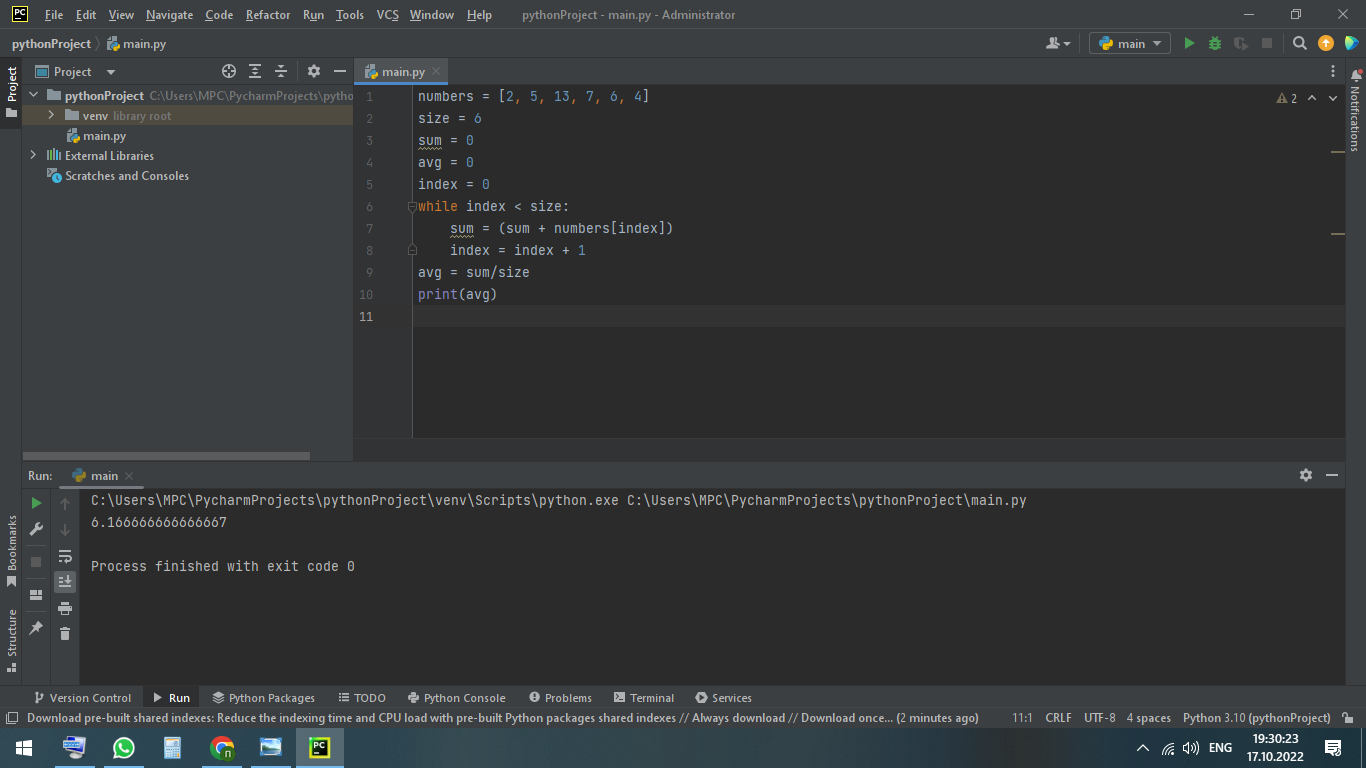 PC File Edit View Navigate Code Refactor Run Tools VCS Window Help pythonProject - main.py - Administrator
pythonProject main.py main
Project main.py
Project
pythonProject C:\Users\MPC\PycharmProjects\pytho
venv library root
main.py
External Libraries
Scratches and Consoles
1 numbers = [2, 5, 13, 7, 6, 4] 2
2 size = 6
3 sum = 0
4 avg = 0
5 index = 0
6 while index < size:
7 sum = (sum + numbers[index])
8 index = index + 1
9 avg = sum/size
10 print(avg)
11
Notifications
Run: main
C:\Users\MPC\PycharmProjects\pythonProject\venv\Scripts\python.exe C:\Users\MPC\PycharmProjects\pythonProject\main.py
6.166666666666667
Process finished with exit code 0
Bookmarks
Structure
Version Control Run Python Packages TODO Python Console Problems Terminal Services
Download pre-built shared indexes: Reduce the indexing time and CPU load with pre-built Python packages shared indexes // Always download // Download once... (2 minutes ago) 11:1 CRLF UTF-8 4 spaces Python 3.10 (pythonProject)
n PC ENG 19:30:23
17.10.2022